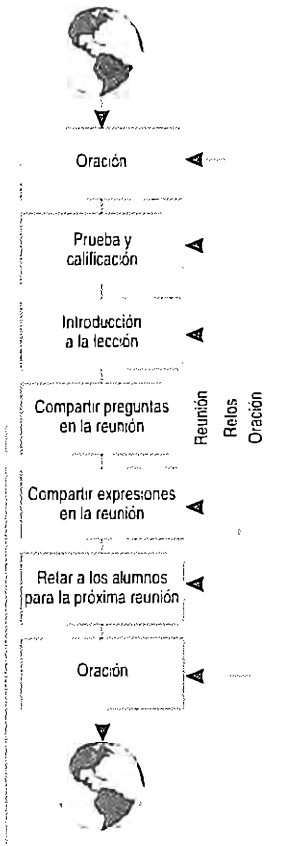 Oración
Prueba y
calificación
Introducción
a la lección
Compartir preguntas
en la reunión
Compartir expresiones
en la reunión
Retar a los alumnos
para la próxima reunión
Oración
Reunión
Relos
Oración